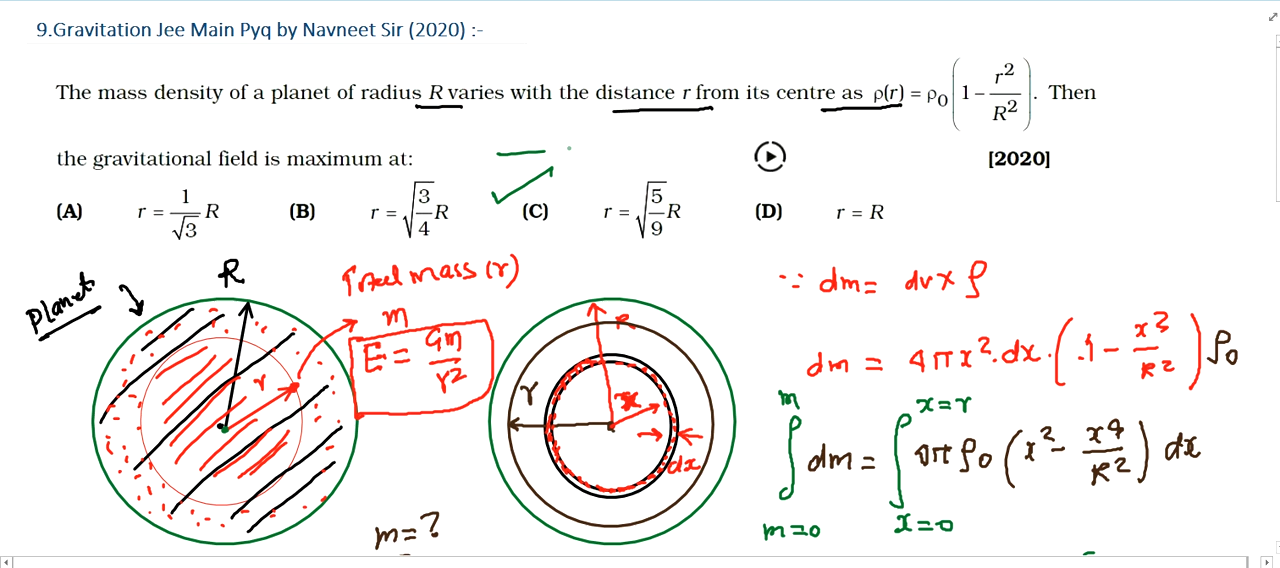 9.Gravitation Jee Main Pyq by Navneet Sir (2020) :-
The mass density of a planet of radius R varies with the distance r from its centre as ρ(r) = ρ₀(1 − r²/R²). Then
the gravitational field is maximum at: [2020]
(A) r = 1/√3 R (B) r = √(3/4) R (C) r = √(5/9) R (D) r = R
Planet
R
Total mass (r)
m
E = Gm/r²
r
R
r
x
dx
m=?
∵ dm = dv x ρ
dm = 4πx².dx.(1 − x²/R²) ρ₀
m x=r
∫dm = ∫4πρ₀(x² − x⁴/R²) dx
m=0 x=0